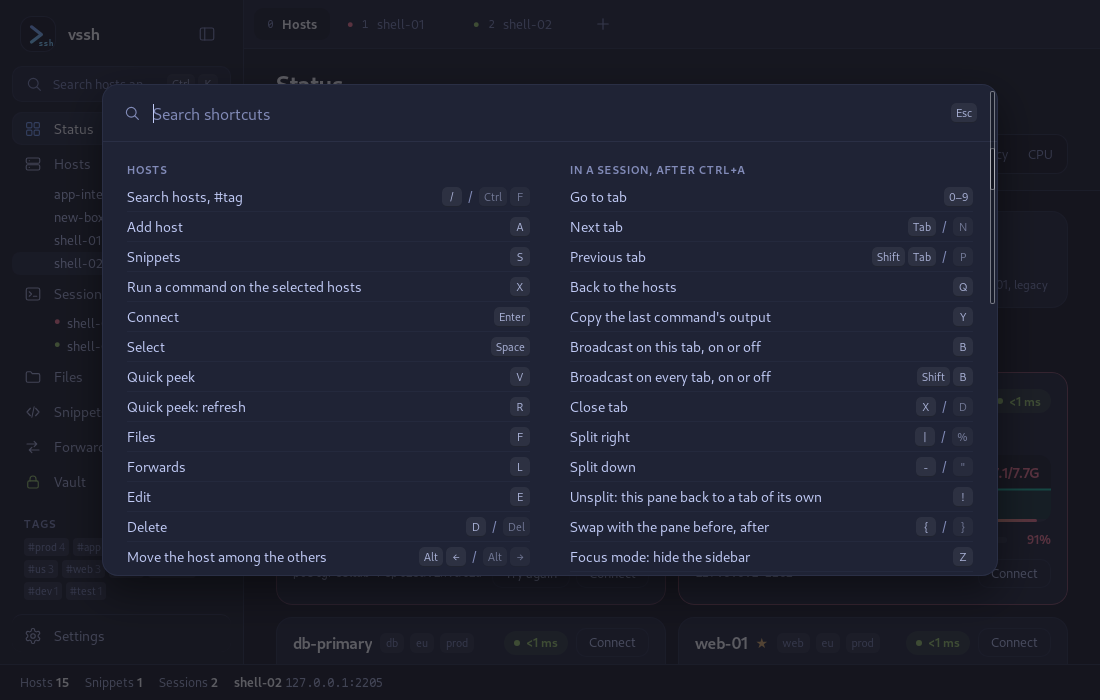 vssh
0 Hosts
1 shell-01
2 shell-02
+
Search hosts
Ctrl K
Status
Status
Hosts
CPU
Search shortcuts
Esc
HOSTS
Search hosts, #tag / / Ctrl F
Add host A
Snippets S
Run a command on the selected hosts X
Connect Enter
Select Space
Quick peek V
Quick peek: refresh R
Files F
Forwards L
Edit E
Delete D / Del
Move the host among the others Alt ← / Alt →
IN A SESSION, AFTER CTRL+A
Go to tab 0–9
Next tab Tab / N
Previous tab Shift Tab / P
Back to the hosts Q
Copy the last command's output Y
Broadcast on this tab, on or off B
Broadcast on every tab, on or off Shift B
Close tab X / D
Split right | / %
Split down - / "
Unsplit: this pane back to a tab of its own !
Swap with the pane before, after { / }
Focus mode: hide the sidebar Z
app-inte
new-box
shell-01
shell-02
Session
shell-
shell-
Files
Snippet
Forward
Vault
TAGS
#prod 4 #app
#us 3 #web 3
#dev 1 #test 1
Settings
01, legacy
<1 ms
.1/7.7G
91%
Connect
db-primary db eu prod <1 ms Connect
web-01 ★ web eu prod <1 ms Connect
Hosts 15 Snippets 1 Sessions 2 shell-02 127.0.0.1:2205